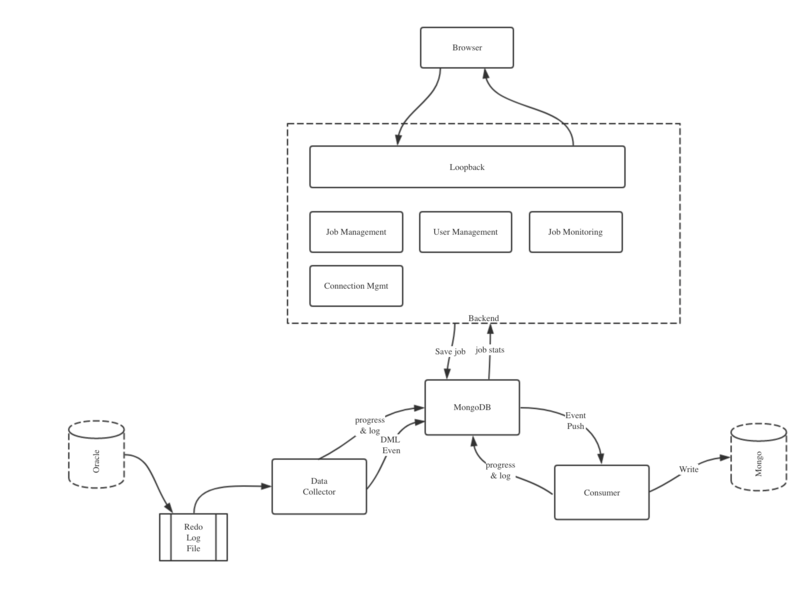 Browser
Loopback
Job Management
User Management
Job Monitoring
Connection Mgmt
Backend
Save job
job stats
MongoDB
progress
& log
DML
Even
Event
Push
Oracle
Data
Collector
progress
& log
Consumer
Write
Mongo
Redo
Log
File